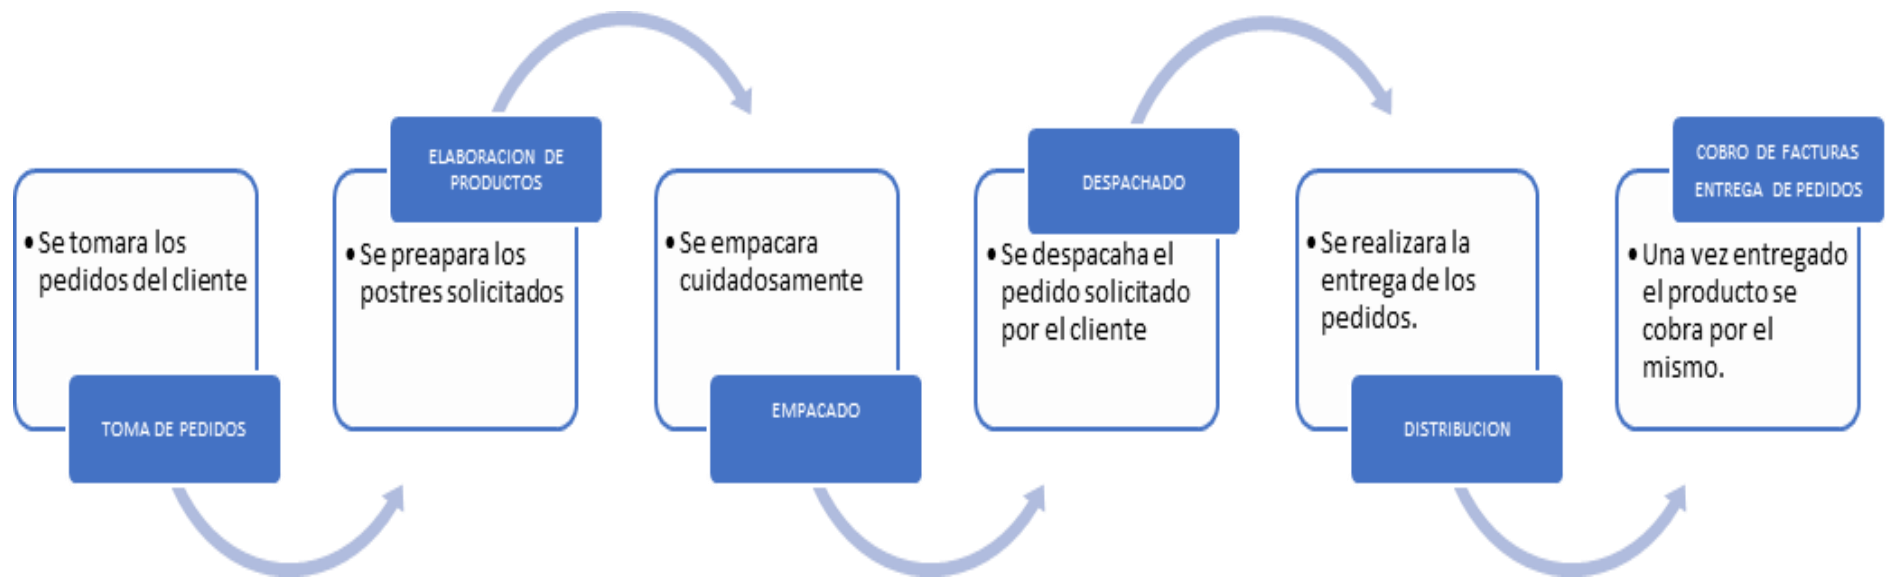 • Se tomara los
pedidos del cliente
TOMA DE PEDIDOS
ELABORACION DE
PRODUCTOS
• Se preapara los
postres solicitados
• Se empacara
cuidadosamente
EMPACADO
DESPACHADO
• Se despacaha el
pedido solicitado
por el cliente
• Se realizara la
entrega de los
pedidos.
DISTRIBUCION
COBRO DE FACTURAS
ENTREGA DE PEDIDOS
• Una vez entregado
el producto se
cobra por el
mismo.